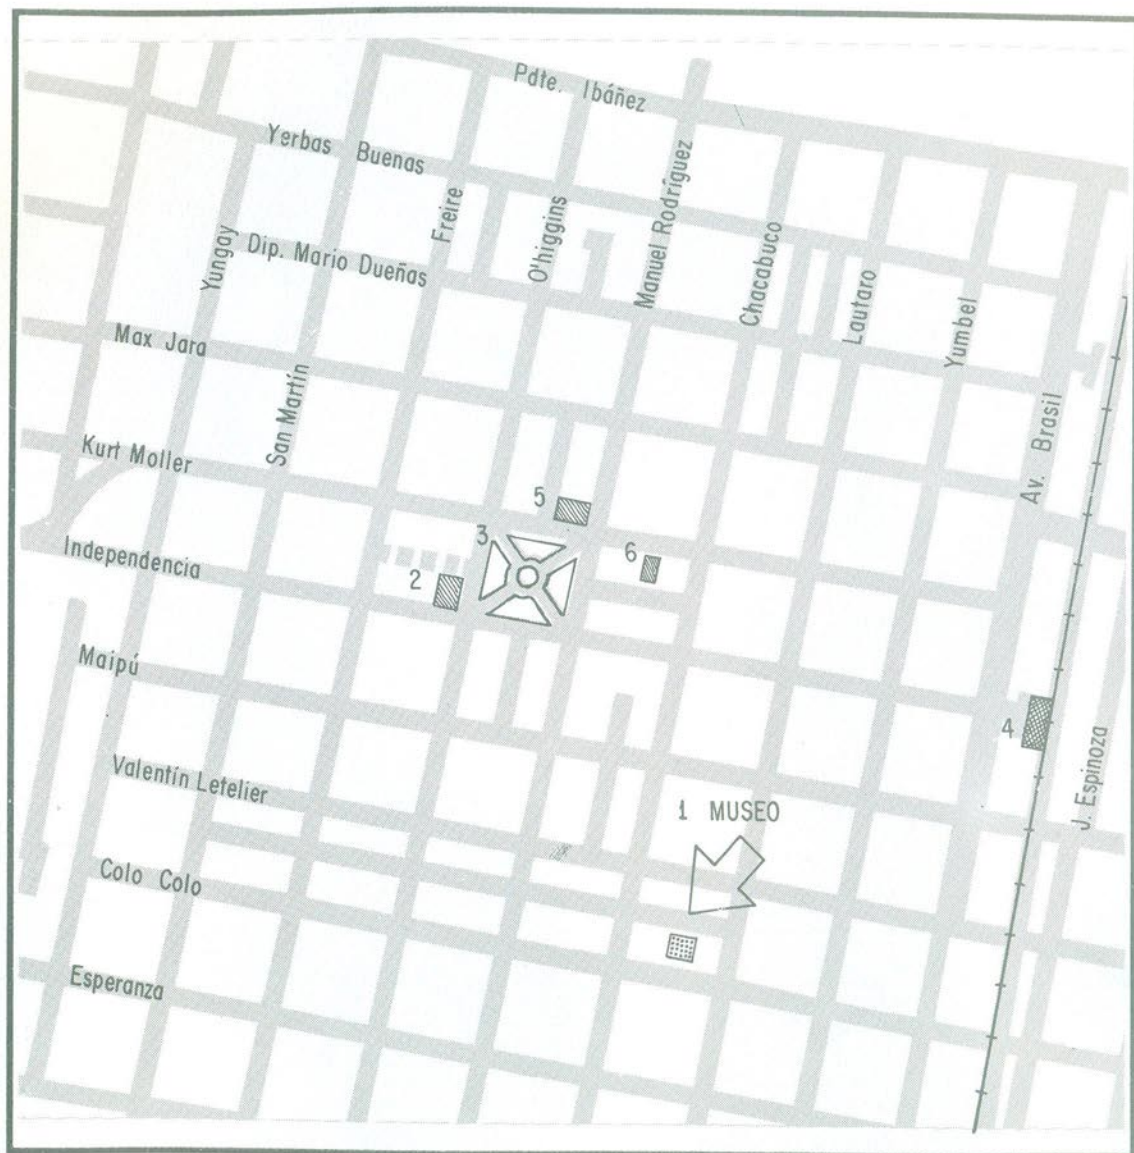 Pdte. Ibáñez
Yerbas Buenas
Freire
O'higgins
Manuel Rodríguez
Yungay
Dip. Mario Dueñas
Chacabuco
Lautaro
Yumbel
Max Jara
San Martín
Av. Brasil
Kurt Moller
5
3
6
Independencia
2
Maipú
4
J. Espinoza
Valentín Letelier
1 MUSEO
Colo Colo
Esperanza